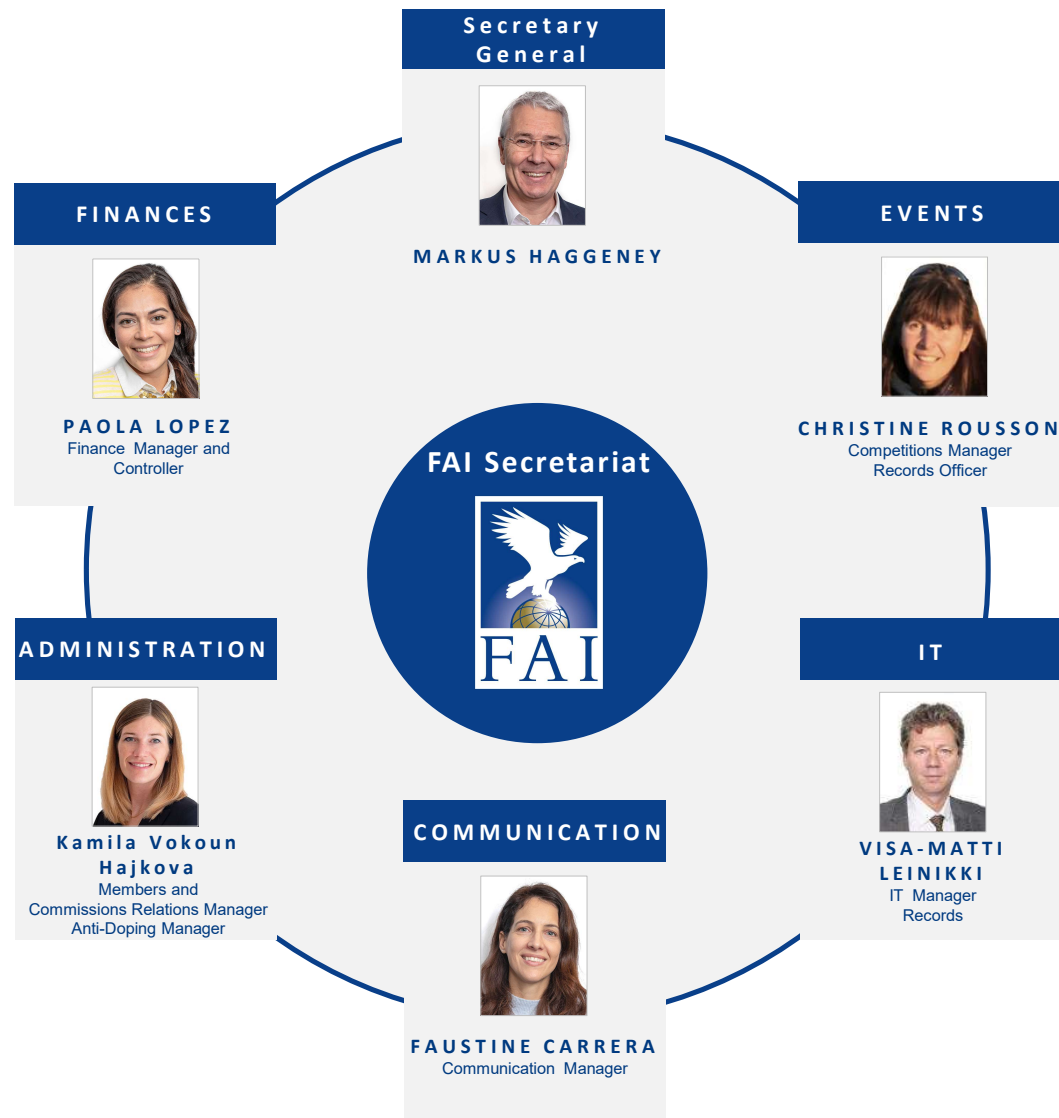 Secretary
General
MARKUS HAGGENEY
FINANCES
PAOLA LOPEZ
Finance Manager and
Controller
EVENTS
CHRISTINE ROUSSON
Competitions Manager
Records Officer
FAI Secretariat
FAI
ADMINISTRATION
Kamila Vokoun
Hajkova
Members and
Commissions Relations Manager
Anti-Doping Manager
IT
VISA-MATTI
LEINIKKI
IT Manager
Records
COMMUNICATION
FAUSTINE CARRERA
Communication Manager